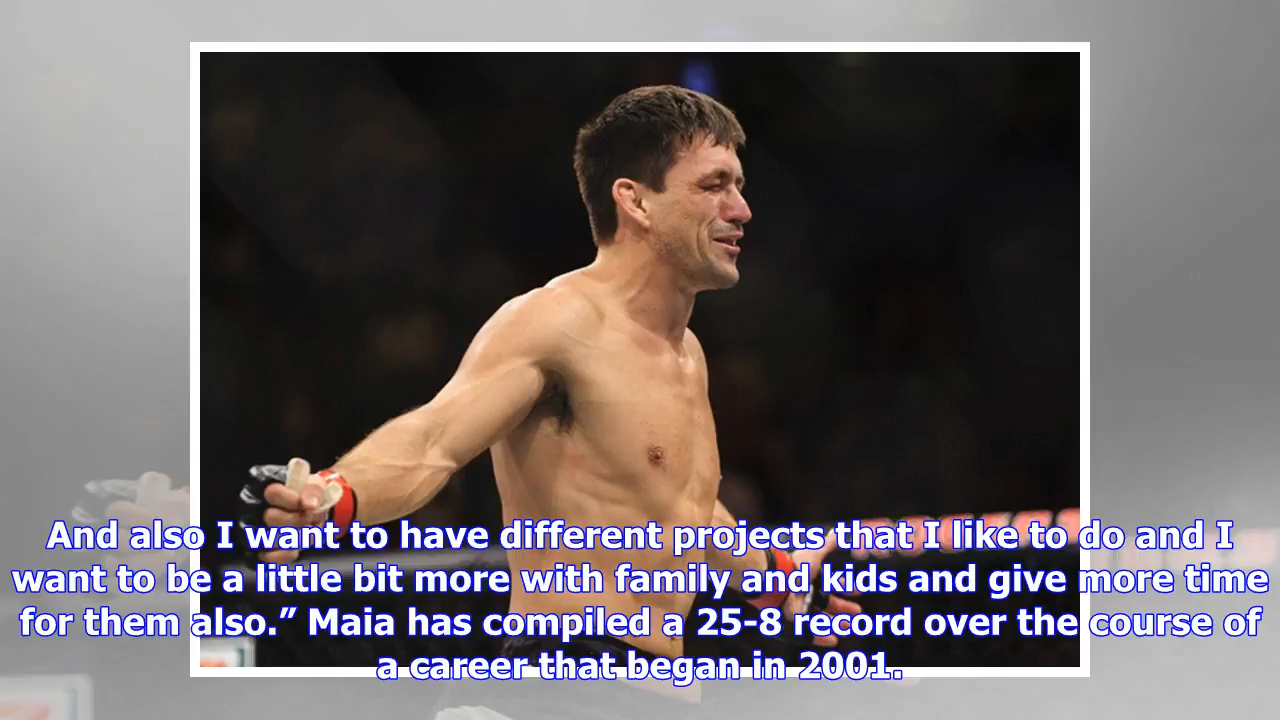 And also I want to have different projects that I like to do and I
want to be a little bit more with family and kids and give more time
for them also.” Maia has compiled a 25-8 record over the course of
a career that began in 2001.